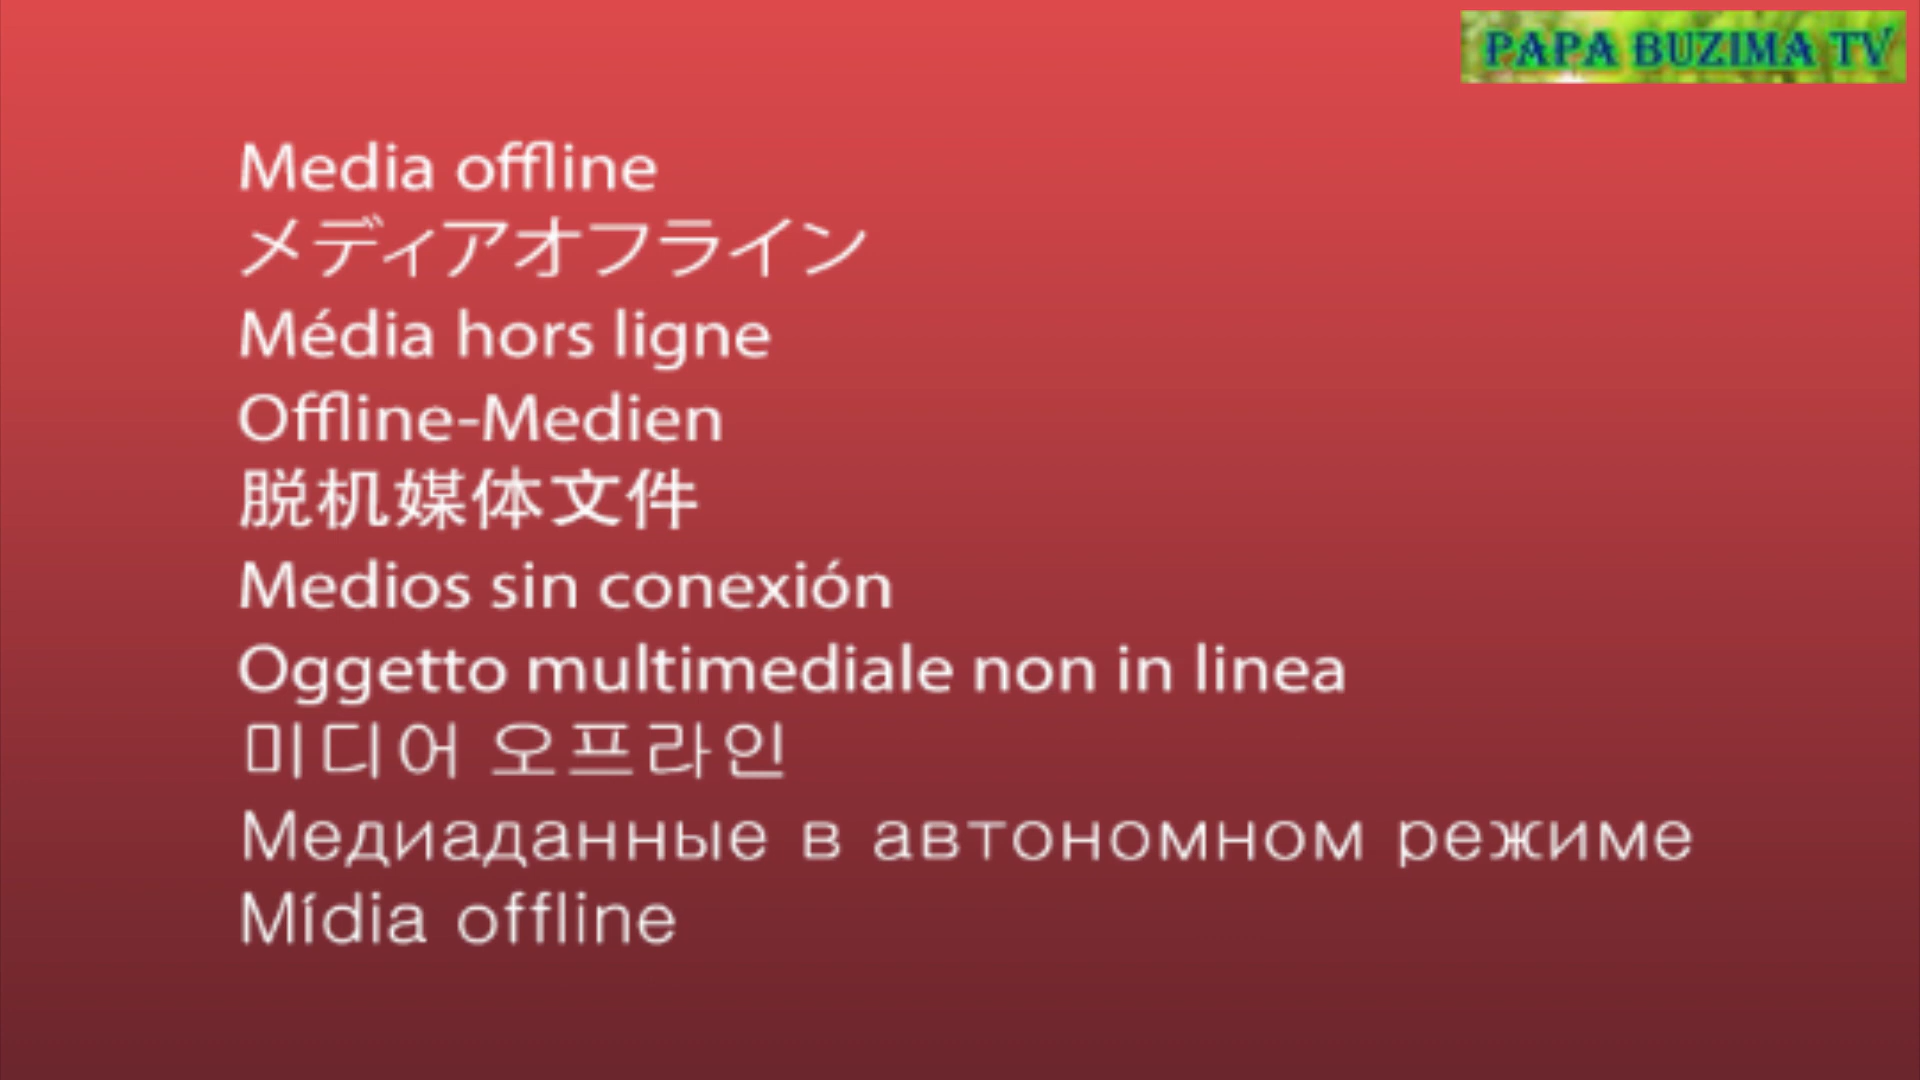 PAPA BUZIMA TV
Media offline
メディアオフライン
Média hors ligne
Offline-Medien
脱机媒体文件
Medios sin conexión
Oggetto multimediale non in linea
미디어 오프라인
Медиаданные в автономном режиме
Mídia offline